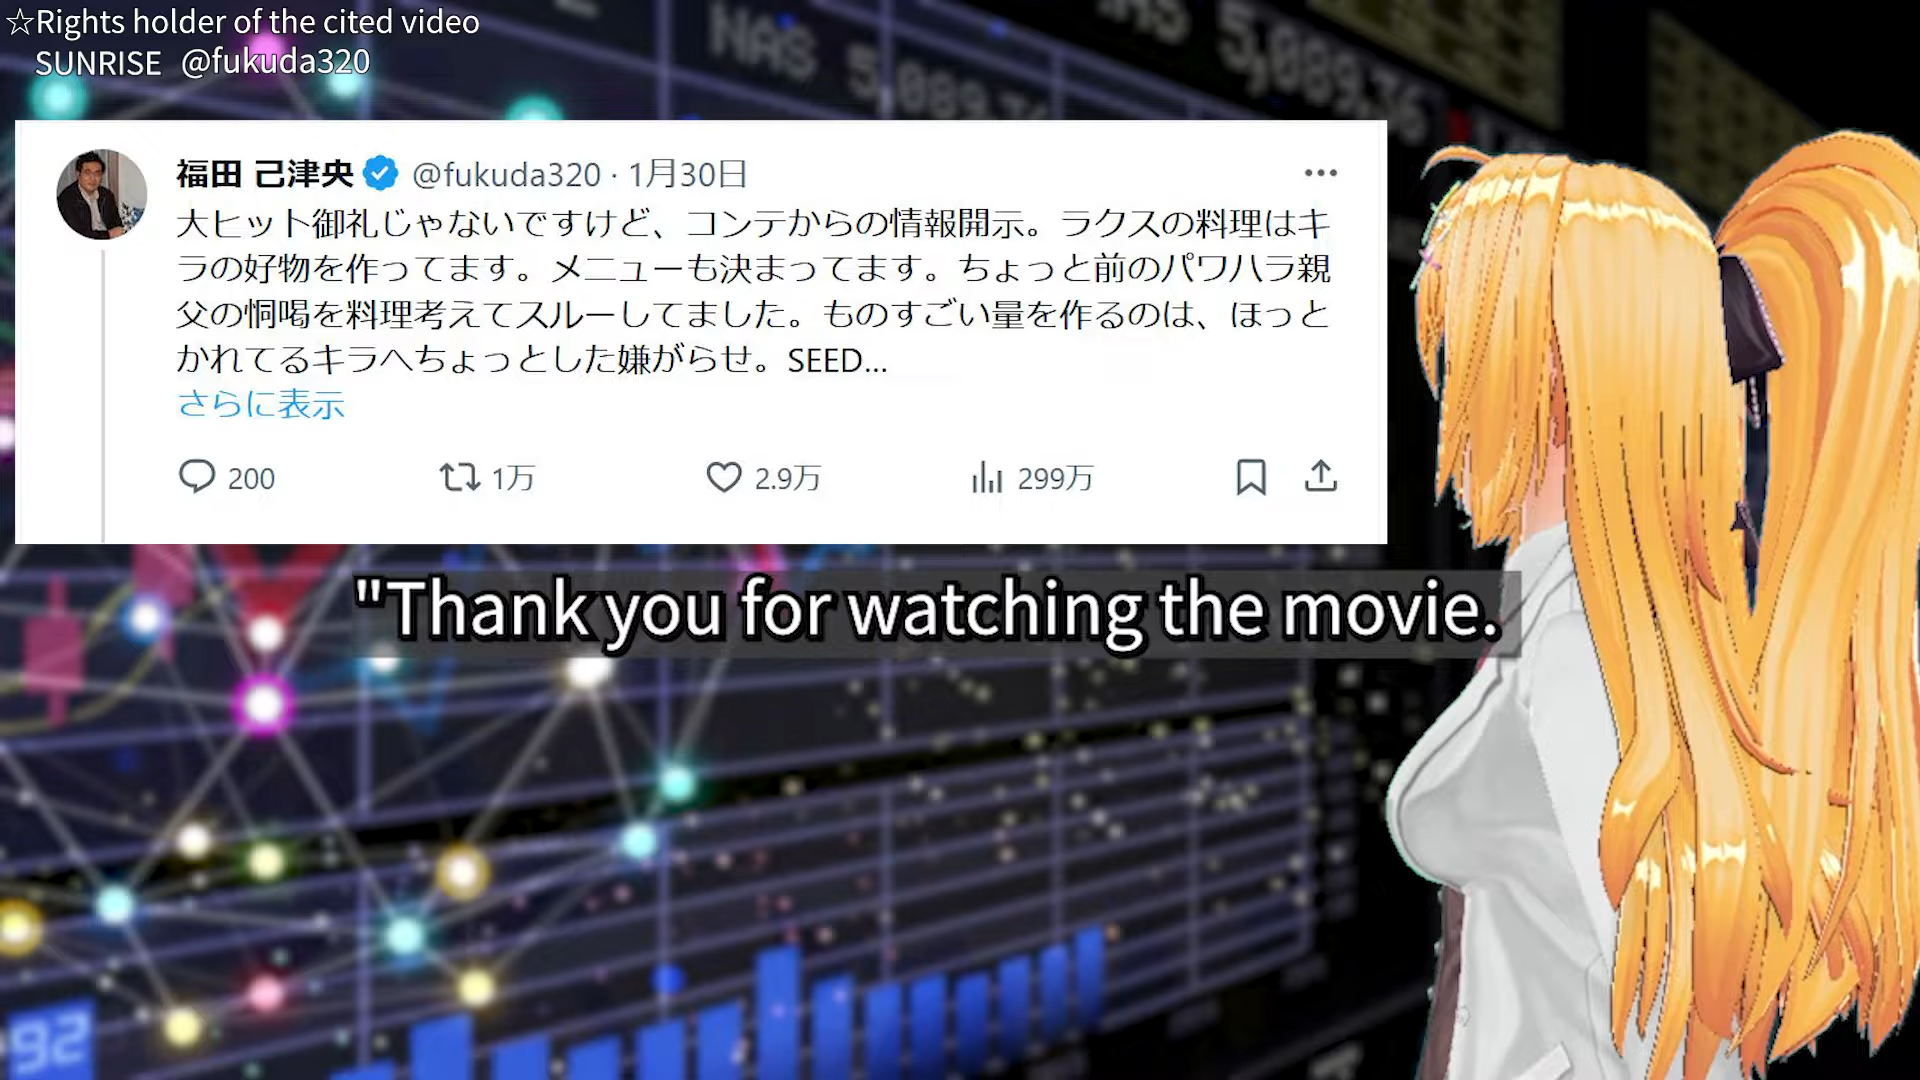 ☆Rights holder of the cited video
SUNRISE @fukuda320
NAS 5,089.36
5,089.36
福田 己津央 @fukuda320 · 1月30日
大ヒット御礼じゃないですけど、コンテからの情報開示。ラクスの料理はキ
ラの好物を作ってます。メニューも決まってます。ちょっと前のパワハラ親
父の恫喝を料理考えてスルーしてました。ものすごい量を作るのは、ほっと
かれてるキラへちょっとした嫌がらせ。SEED...
さらに表示
200 1万 2.9万 299万
"Thank you for watching the movie.
92